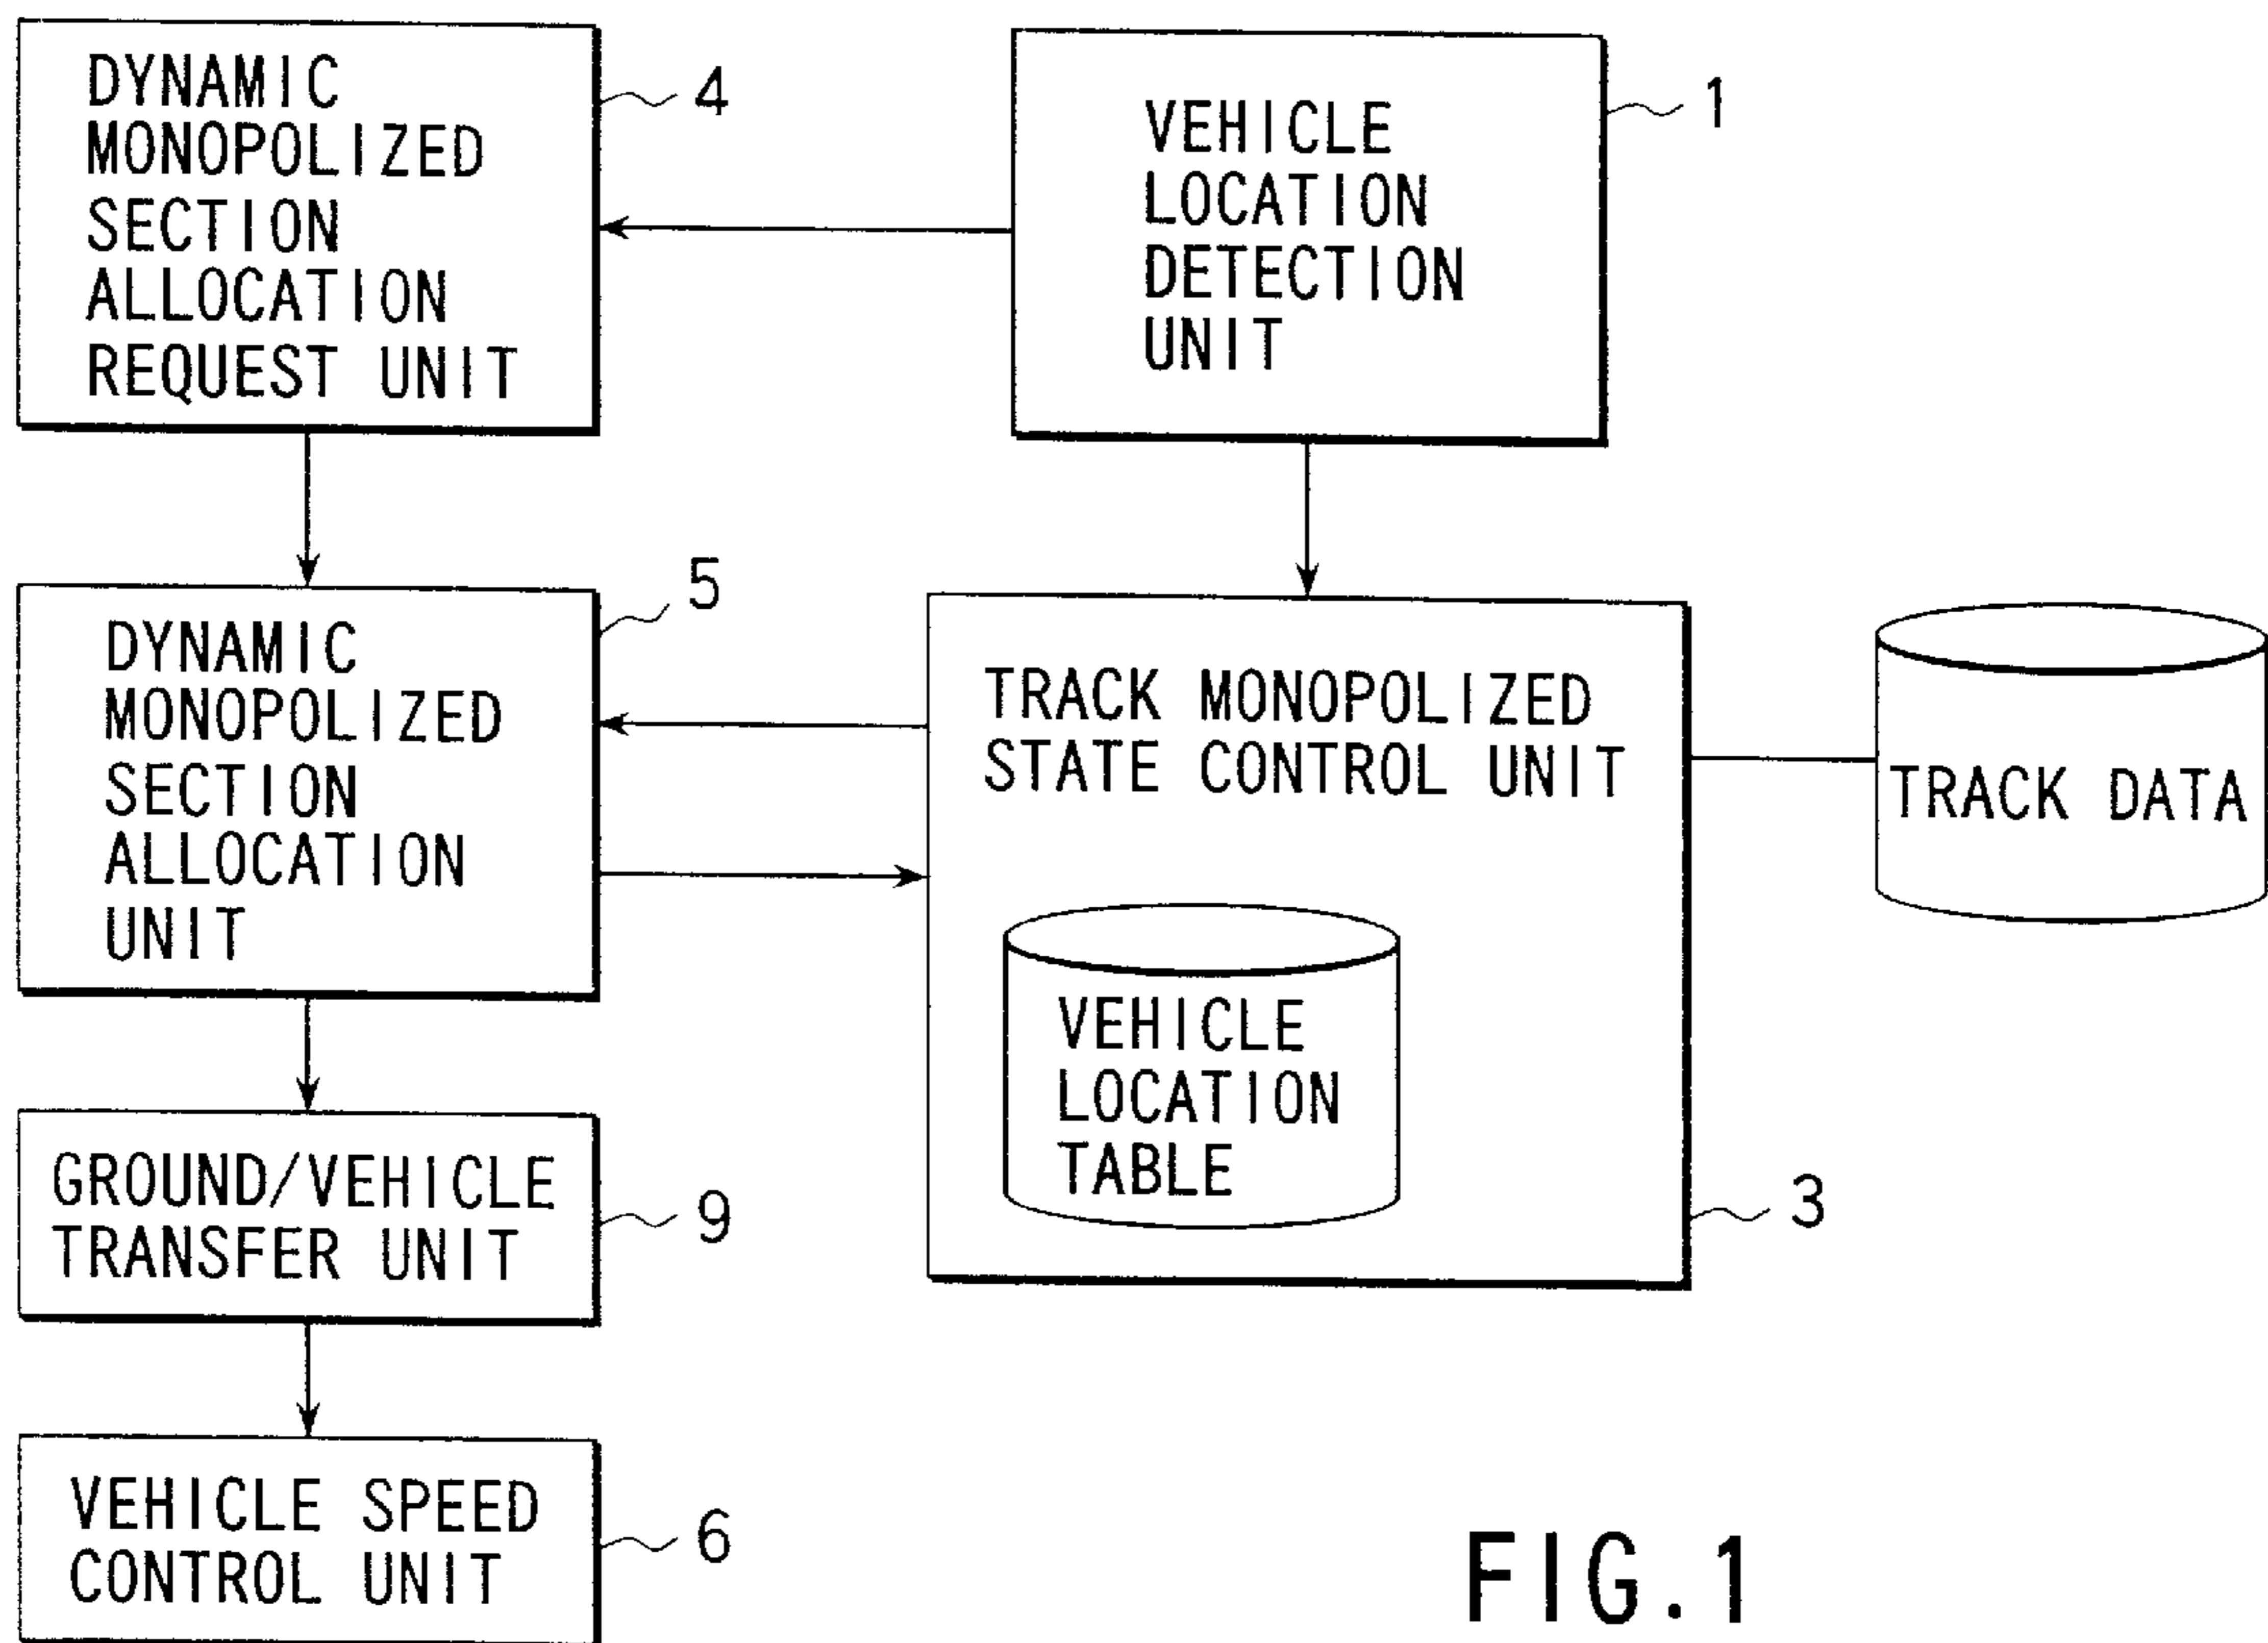 DYNAMIC
MONOPOLIZED
SECTION
ALLOCATION
REQUEST UNIT
4
VEHICLE
LOCATION
DETECTION
UNIT
1
DYNAMIC
MONOPOLIZED
SECTION
ALLOCATION
UNIT
5
TRACK MONOPOLIZED
STATE CONTROL UNIT
VEHICLE
LOCATION
TABLE
3
TRACK DATA
GROUND/VEHICLE
TRANSFER UNIT
9
VEHICLE SPEED
CONTROL UNIT
6
FIG.1